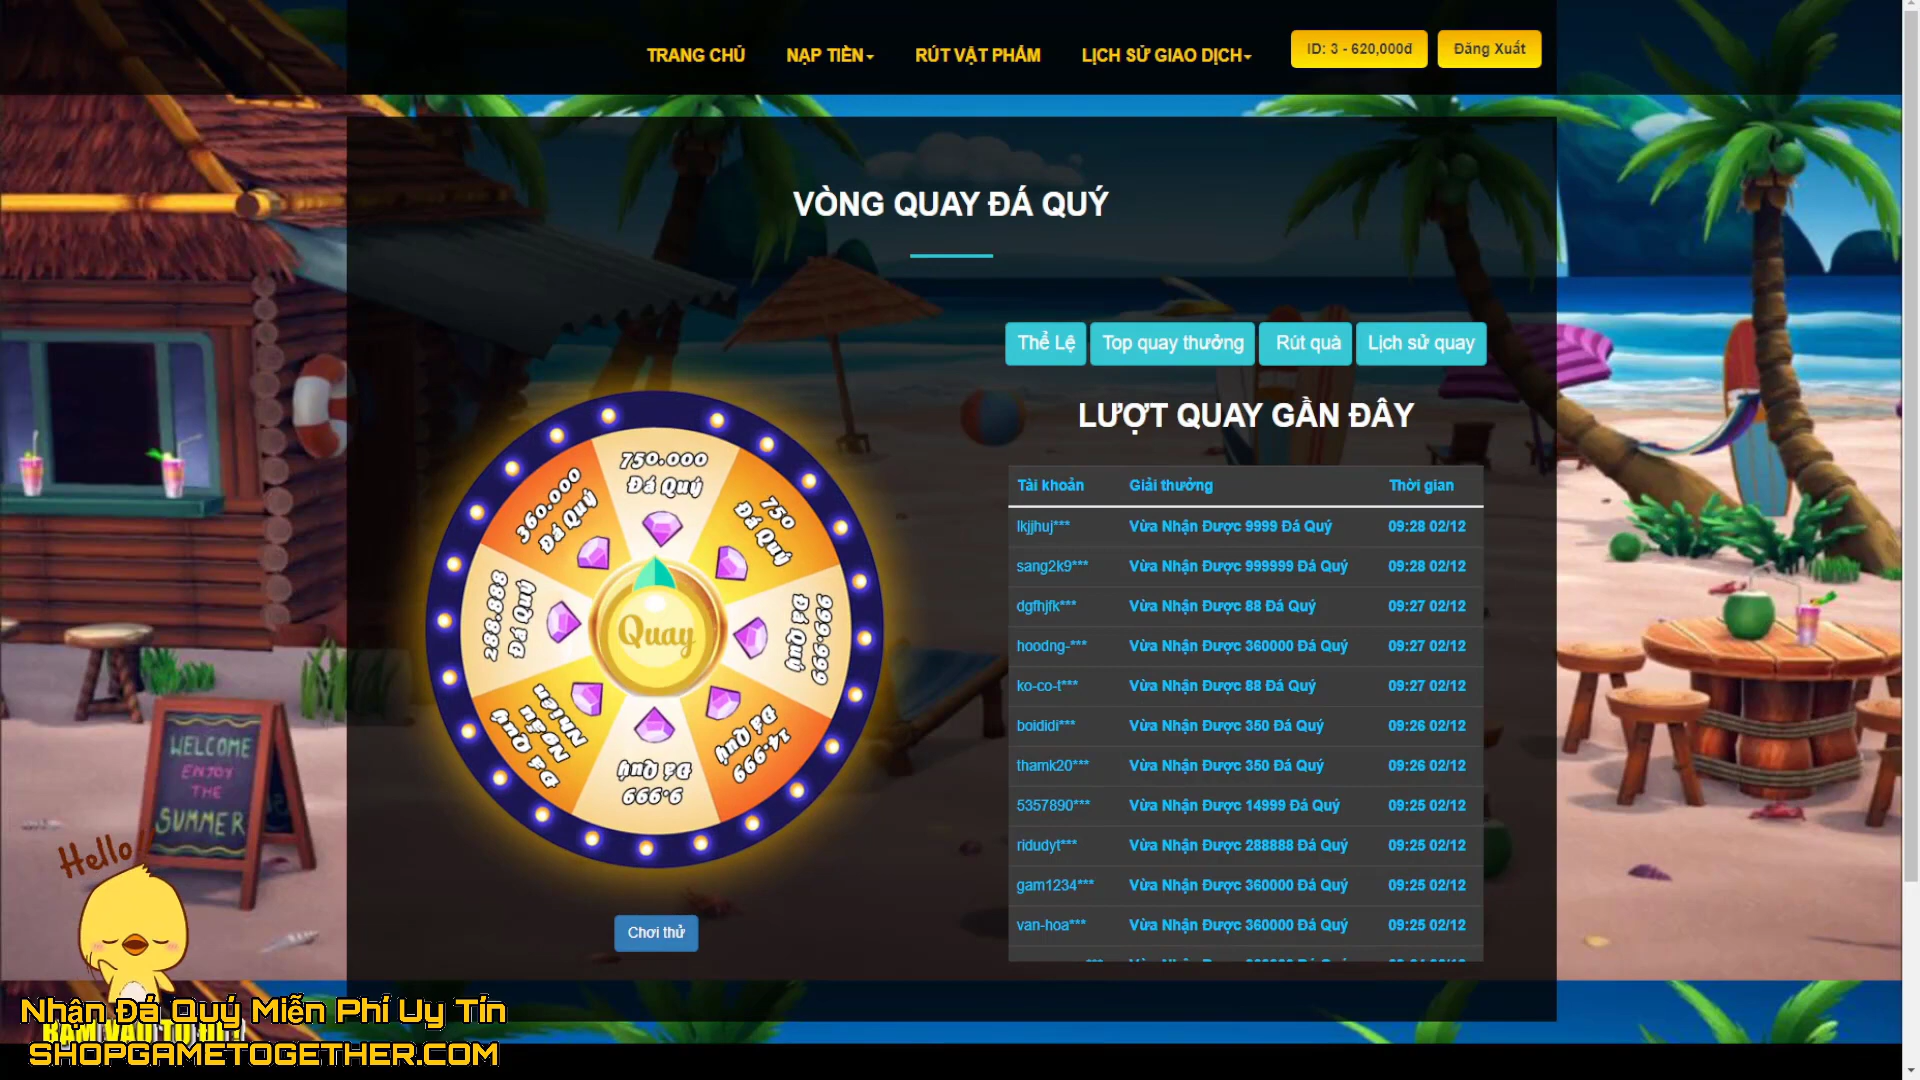 TRANG CHỦ NẠP TIỀN RÚT VẬT PHẨM LỊCH SỬ GIAO DỊCH ID: 3 - 620,000đ Đăng Xuất
VÒNG QUAY ĐÁ QUÝ
Thể Lệ Top quay thưởng Rút quà Lịch sử quay
LƯỢT QUAY GẦN ĐÂY
750.000
Đá Quý
750
Đá Quý
999.999
Đá Quý
14.999
Đá Quý
9.999
Đá Quý
NHIÊN
Đá Quý
288.888
Đá Quý
360.000
Đá Quý
Quay
Chơi thử
Tài khoản Giải thưởng Thời gian
lkjjhuj*** Vừa Nhận Được 9999 Đá Quý 09:28 02/12
sang2k9*** Vừa Nhận Được 999999 Đá Quý 09:28 02/12
dgfhjfk*** Vừa Nhận Được 88 Đá Quý 09:27 02/12
hoodng-*** Vừa Nhận Được 360000 Đá Quý 09:27 02/12
ko-co-t*** Vừa Nhận Được 88 Đá Quý 09:27 02/12
boididi*** Vừa Nhận Được 350 Đá Quý 09:26 02/12
thamk20*** Vừa Nhận Được 350 Đá Quý 09:26 02/12
5357890*** Vừa Nhận Được 14999 Đá Quý 09:25 02/12
ridudyt*** Vừa Nhận Được 288888 Đá Quý 09:25 02/12
gam1234*** Vừa Nhận Được 360000 Đá Quý 09:25 02/12
van-hoa*** Vừa Nhận Được 360000 Đá Quý 09:25 02/12
WELCOME
ENJOY
THE
SUMMER
Hello
Nhận Đá Quý Miễn Phí Uy Tín
SHOPGAMETOGETHER.COM